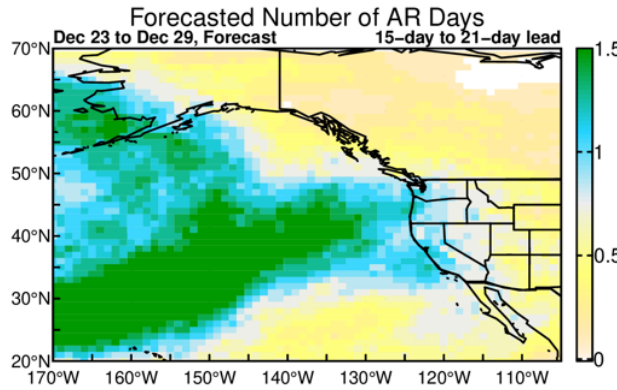 Forecasted Number of AR Days
Dec 23 to Dec 29, Forecast 15-day to 21-day lead
70°N
60°N
50°N
40°N
30°N
20°N
170°W 160°W 150°W 140°W 130°W 120°W 110°W
1.5
1
0.5
0